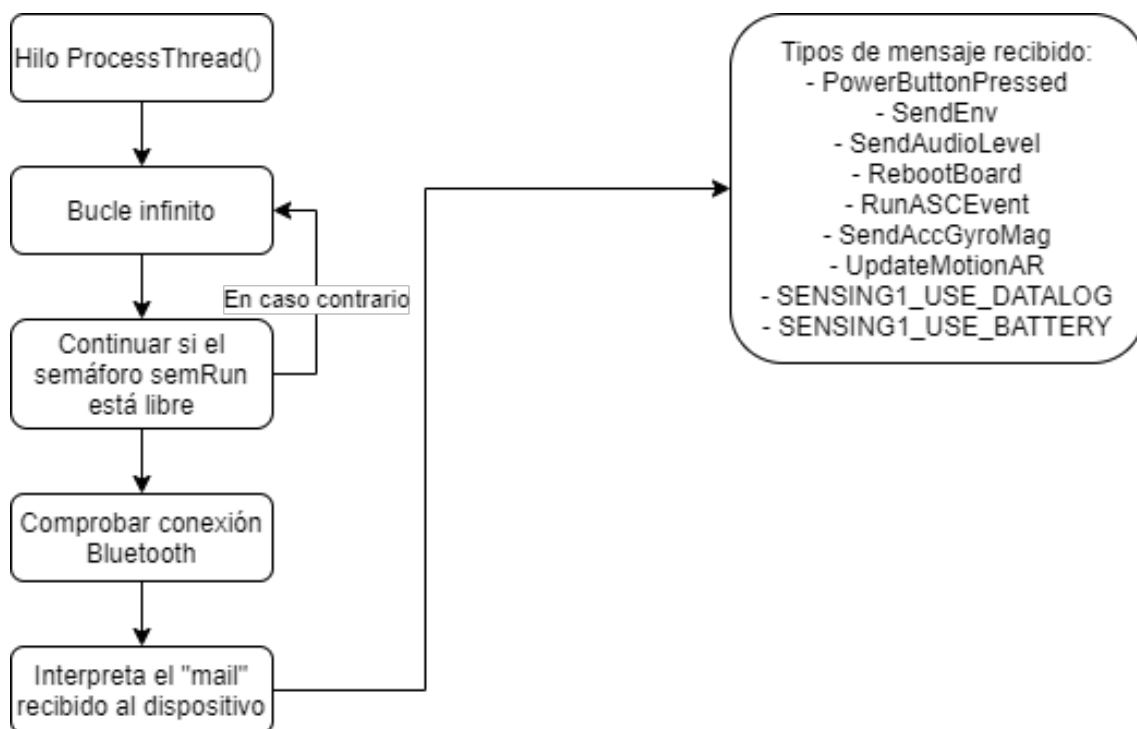 Hilo ProcessThread()
Bucle infinito
En caso contrario
Continuar si el
semáforo semRun
está libre
Comprobar conexión
Bluetooth
Interpreta el "mail"
recibido al dispositivo
Tipos de mensaje recibido:
- PowerButtonPressed
- SendEnv
- SendAudioLevel
- RebootBoard
- RunASCEvent
- SendAccGyroMag
- UpdateMotionAR
- SENSING1_USE_DATALOG
- SENSING1_USE_BATTERY